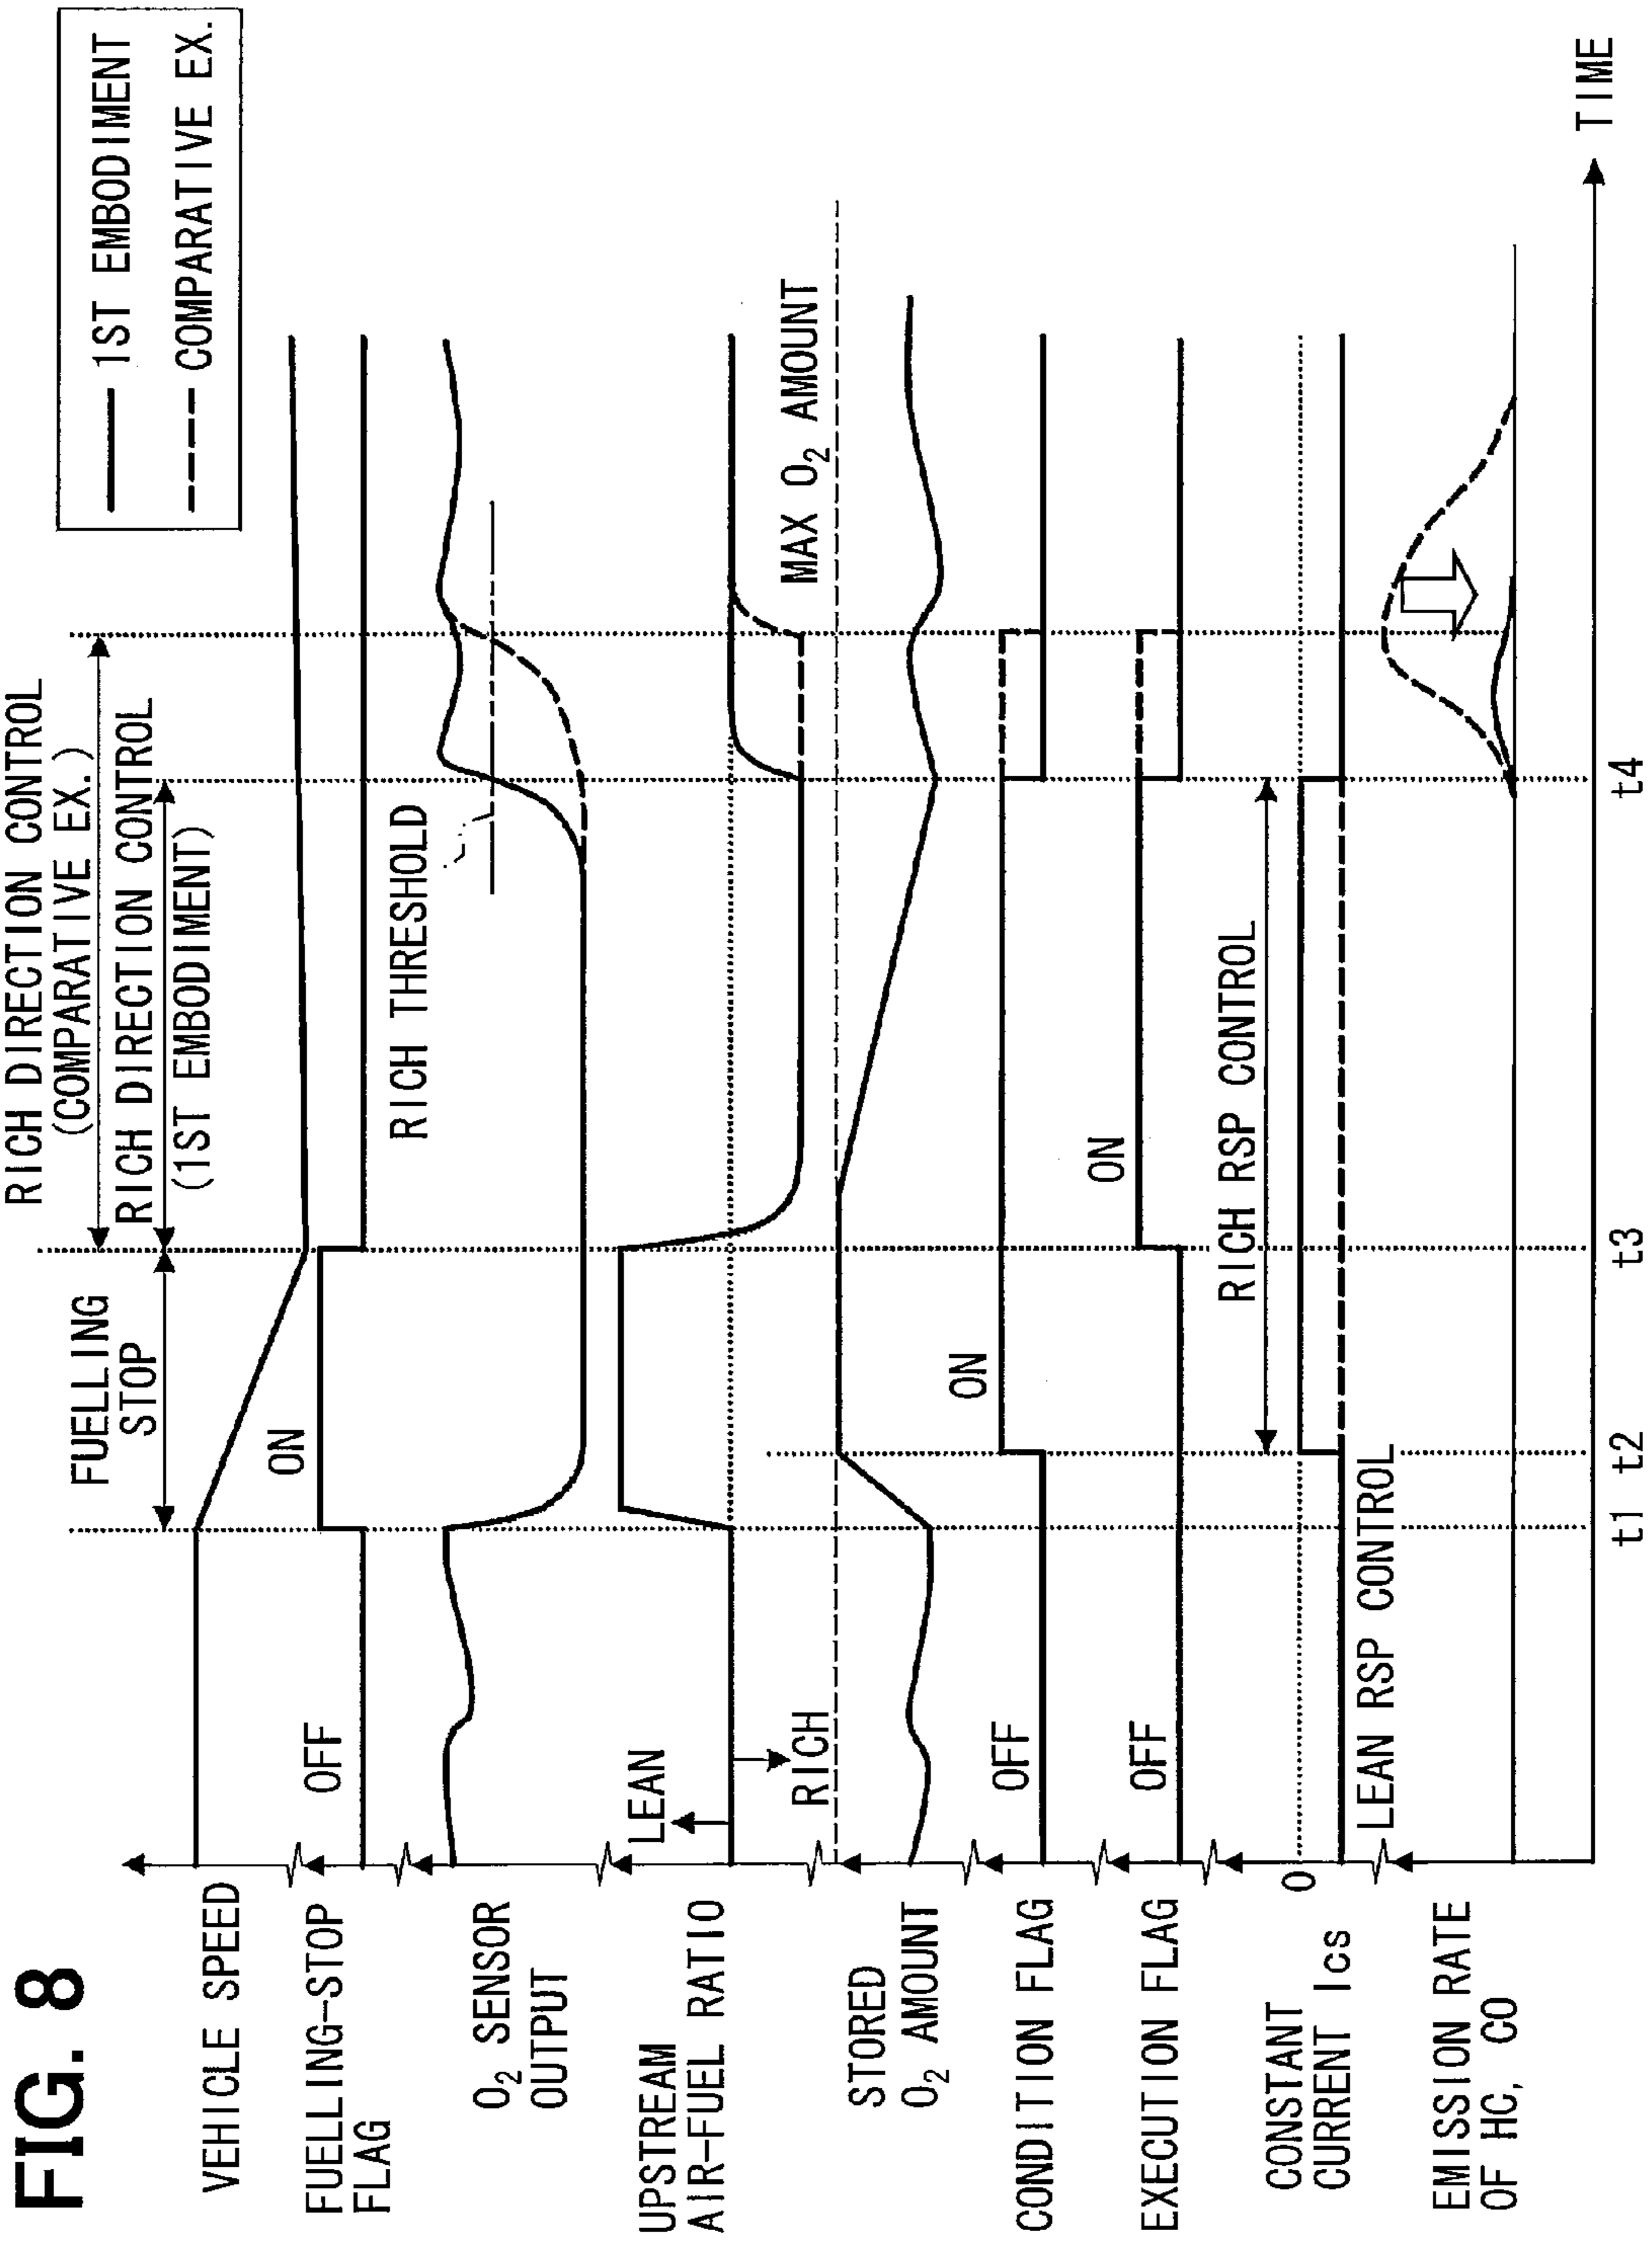 FIG. 8
1ST EMBODIMENT
COMPARATIVE EX.
RICH DIRECTION CONTROL
(COMPARATIVE EX.)
RICH DIRECTION CONTROL
(1ST EMBODIMENT)
FUELLING
STOP
VEHICLE SPEED
FUELLING-STOP
FLAG
OFF
ON
O2 SENSOR
OUTPUT
RICH THRESHOLD
UPSTREAM
AIR-FUEL RATIO
LEAN
RICH
MAX O2 AMOUNT
STORED
O2 AMOUNT
CONDITION FLAG
OFF
ON
EXECUTION FLAG
OFF
ON
RICH RSP CONTROL
CONSTANT
CURRENT Ics
0
LEAN RSP CONTROL
EMISSION RATE
OF HC, CO
t1
t2
t3
t4
TIME